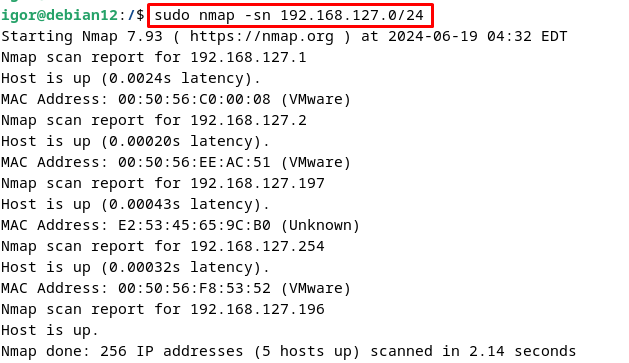 igor@debian12:/$ sudo nmap -sn 192.168.127.0/24
Starting Nmap 7.93 ( https://nmap.org ) at 2024-06-19 04:32 EDT
Nmap scan report for 192.168.127.1
Host is up (0.0024s latency).
MAC Address: 00:50:56:C0:00:08 (VMware)
Nmap scan report for 192.168.127.2
Host is up (0.00020s latency).
MAC Address: 00:50:56:EE:AC:51 (VMware)
Nmap scan report for 192.168.127.197
Host is up (0.00043s latency).
MAC Address: E2:53:45:65:9C:B0 (Unknown)
Nmap scan report for 192.168.127.254
Host is up (0.00032s latency).
MAC Address: 00:50:56:F8:53:52 (VMware)
Nmap scan report for 192.168.127.196
Host is up.
Nmap done: 256 IP addresses (5 hosts up) scanned in 2.14 seconds